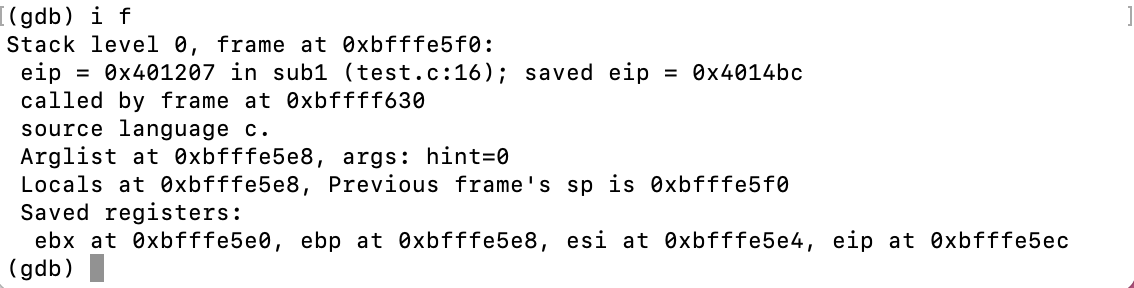 (gdb) i f
Stack level 0, frame at 0xbfffe5f0:
 eip = 0x401207 in sub1 (test.c:16); saved eip = 0x4014bc
 called by frame at 0xbffff630
 source language c.
 Arglist at 0xbfffe5e8, args: hint=0
 Locals at 0xbfffe5e8, Previous frame's sp is 0xbfffe5f0
 Saved registers:
  ebx at 0xbfffe5e0, ebp at 0xbfffe5e8, esi at 0xbfffe5e4, eip at 0xbfffe5ec
(gdb)